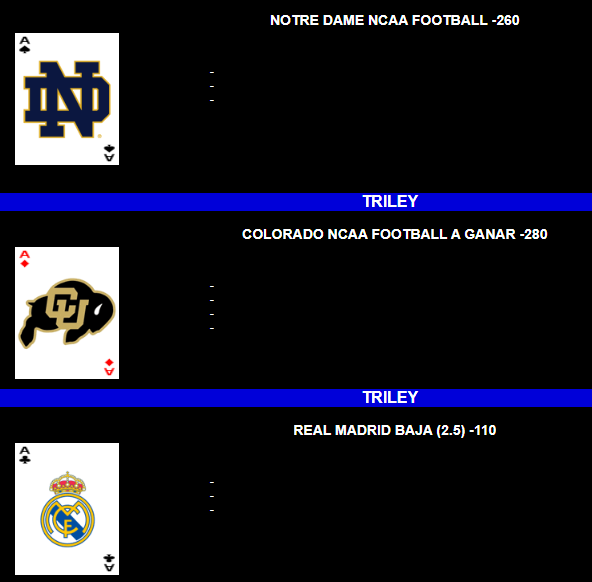 NOTRE DAME NCAA FOOTBALL -260
A
ND
-
-
-
A
TRILEY
COLORADO NCAA FOOTBALL A GANAR -280
A
CU
-
-
-
-
A
TRILEY
REAL MADRID BAJA (2.5) -110
A
-
-
-
A